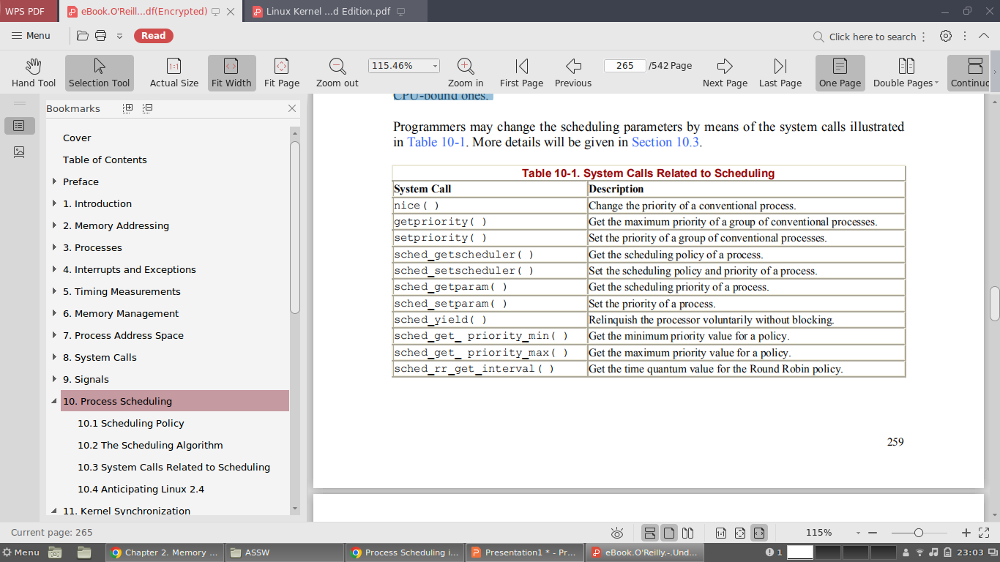 WPS PDF
eBook.O'Reill...df(Encrypted)
Linux Kernel ...d Edition.pdf
Menu
Read
Click here to search
Hand Tool
Selection Tool
Actual Size
Fit Width
Fit Page
Zoom out
115.46%
Zoom in
First Page
Previous
265 /542 Page
Next Page
Last Page
One Page
Double Pages
Continuc
Bookmarks
Cover
Table of Contents
Preface
1. Introduction
2. Memory Addressing
3. Processes
4. Interrupts and Exceptions
5. Timing Measurements
6. Memory Management
7. Process Address Space
8. System Calls
9. Signals
10. Process Scheduling
10.1 Scheduling Policy
10.2 The Scheduling Algorithm
10.3 System Calls Related to Scheduling
10.4 Anticipating Linux 2.4
11. Kernel Synchronization
CPU-bound ones.
Programmers may change the scheduling parameters by means of the system calls illustrated
in Table 10-1. More details will be given in Section 10.3.
Table 10-1. System Calls Related to Scheduling
System Call Description
nice( ) Change the priority of a conventional process.
getpriority( ) Get the maximum priority of a group of conventional processes.
setpriority( ) Set the priority of a group of conventional processes.
sched_getscheduler( ) Get the scheduling policy of a process.
sched_setscheduler( ) Set the scheduling policy and priority of a process.
sched_getparam( ) Get the scheduling priority of a process.
sched_setparam( ) Set the priority of a process.
sched_yield( ) Relinquish the processor voluntarily without blocking.
sched_get_ priority_min( ) Get the minimum priority value for a policy.
sched_get_ priority_max( ) Get the maximum priority value for a policy.
sched_rr_get_interval( ) Get the time quantum value for the Round Robin policy.
259
Current page: 265
115%
Menu
Chapter 2. Memory ...
ASSW
Process Scheduling i...
Presentation1 * - Pr...
eBook.O'Reilly.-.Und...
1
23:03